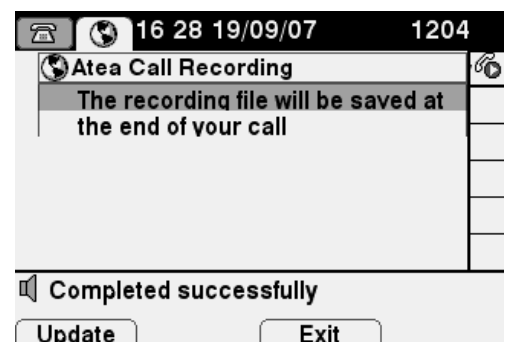 16 28 19/09/07 1204
Atea Call Recording
The recording file will be saved at
the end of your call
Completed successfully
Update Exit